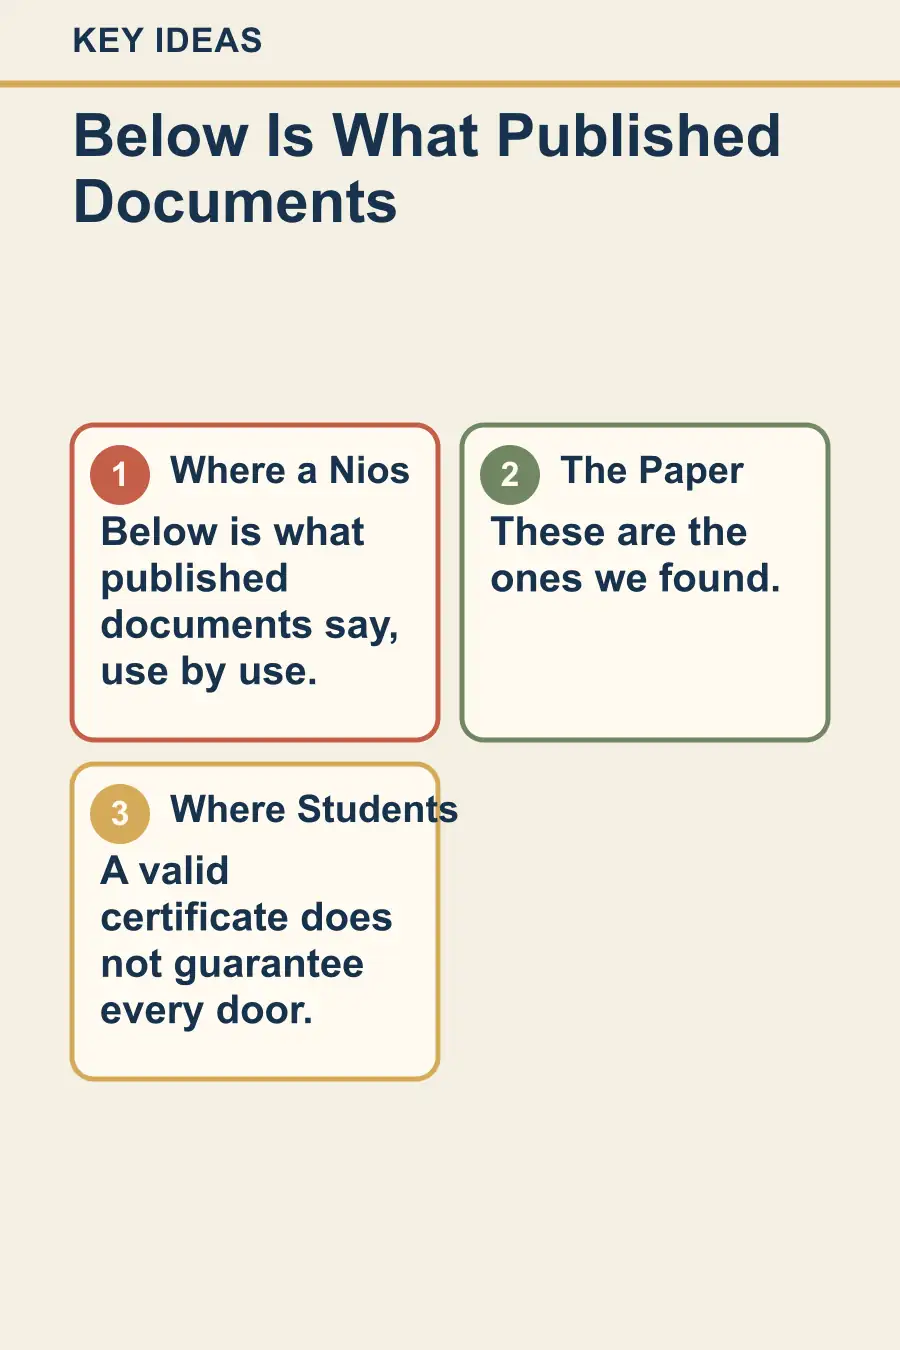 KEY IDEAS
Below Is What Published
Documents
1 Where a Nios
Below is what
published
documents say,
use by use.
2 The Paper
These are the
ones we found.
3 Where Students
A valid
certificate does
not guarantee
every door.